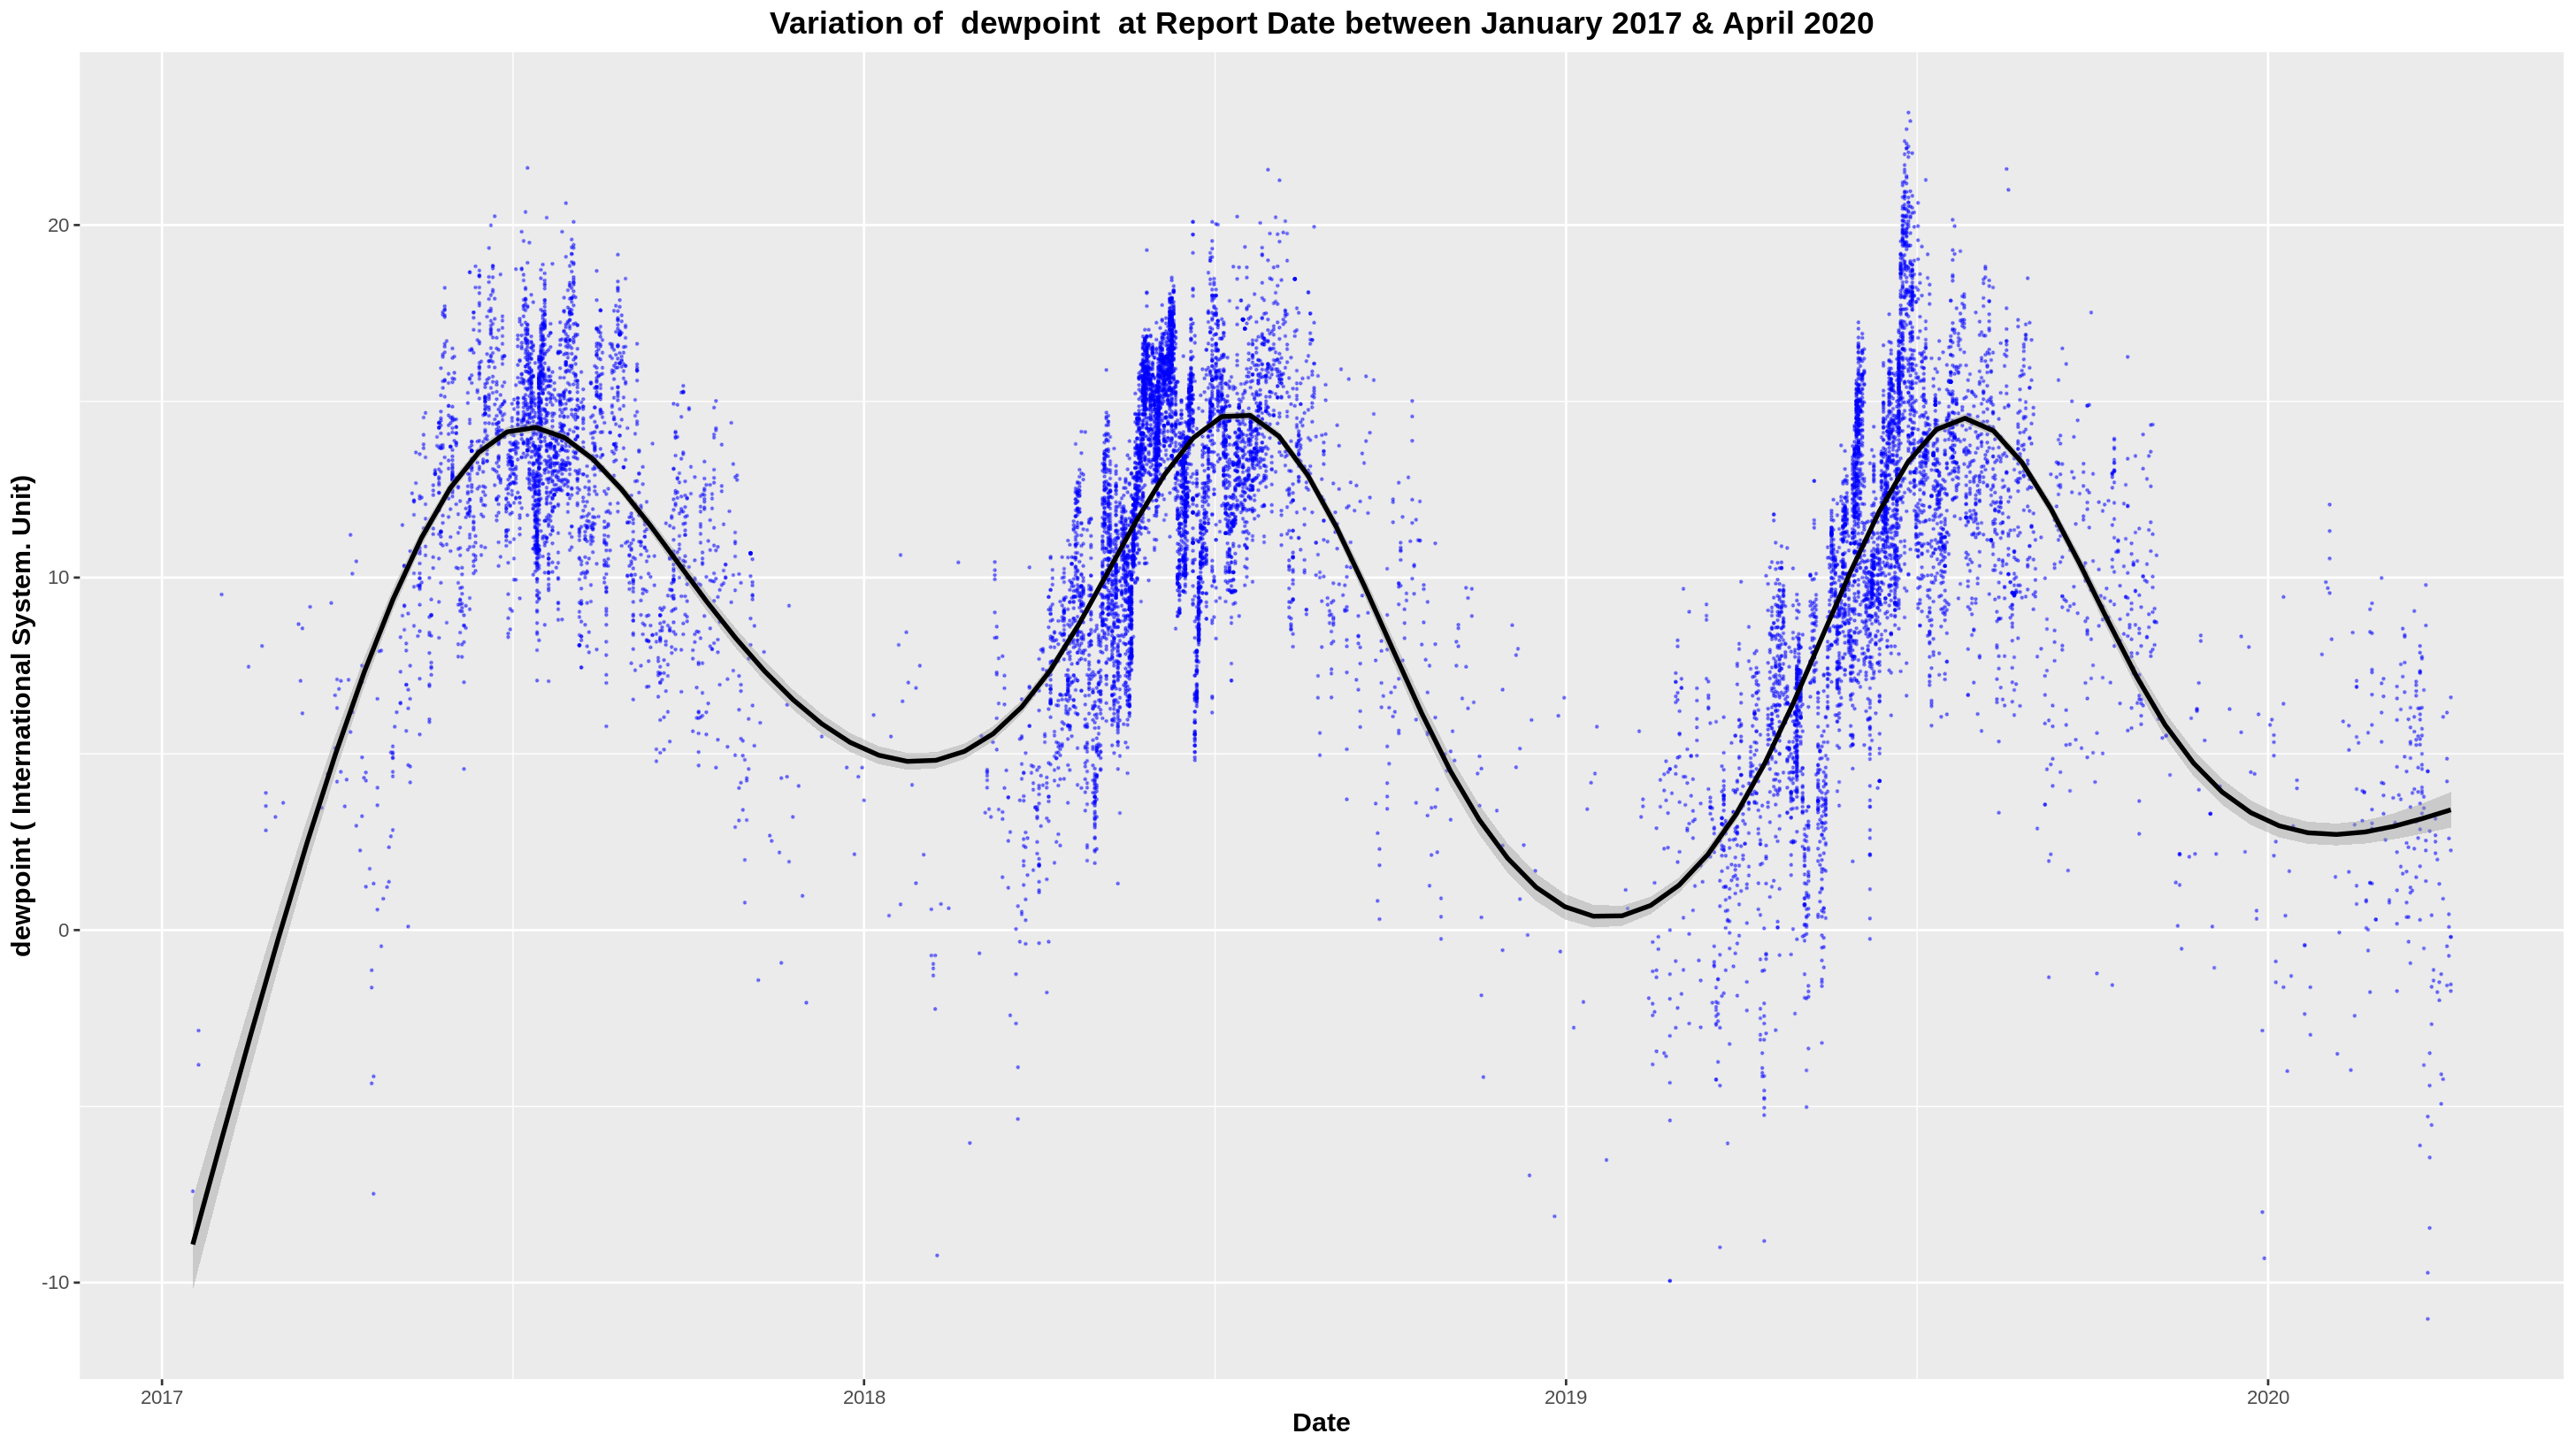 Variation of  dewpoint  at Report Date between January 2017 & April 2020
dewpoint ( International System. Unit)
20
10
0
-10
2017
2018
2019
2020
Date